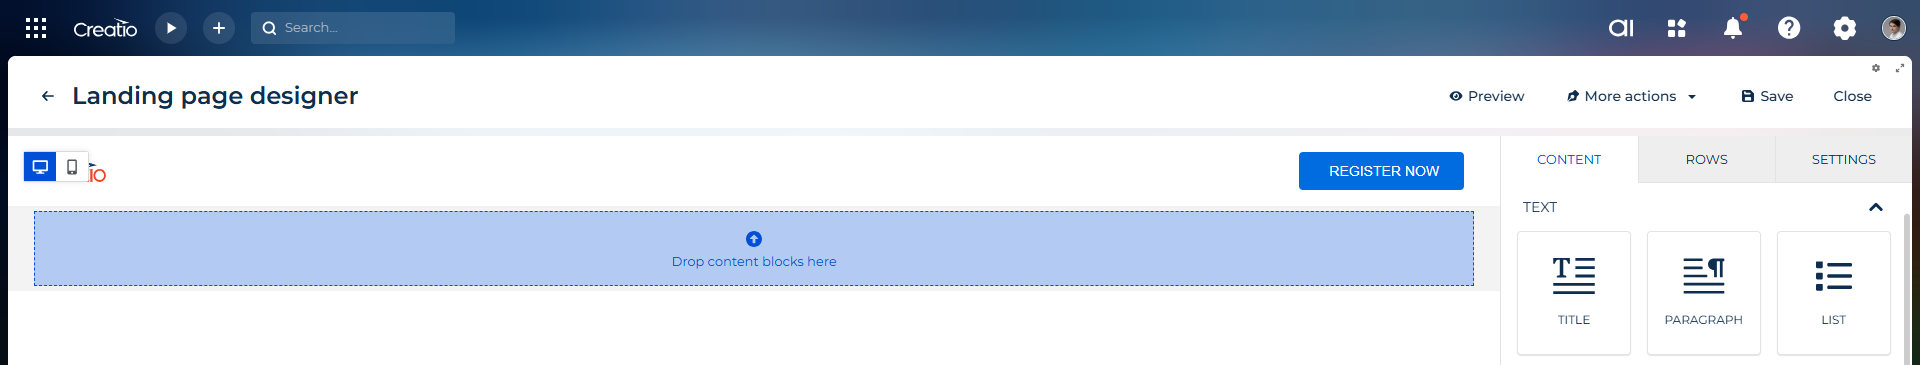 Creatio
Search...
aI
Landing page designer
Preview
More actions
Save
Close
REGISTER NOW
CONTENT
ROWS
SETTINGS
Drop content blocks here
TEXT
TITLE
PARAGRAPH
LIST